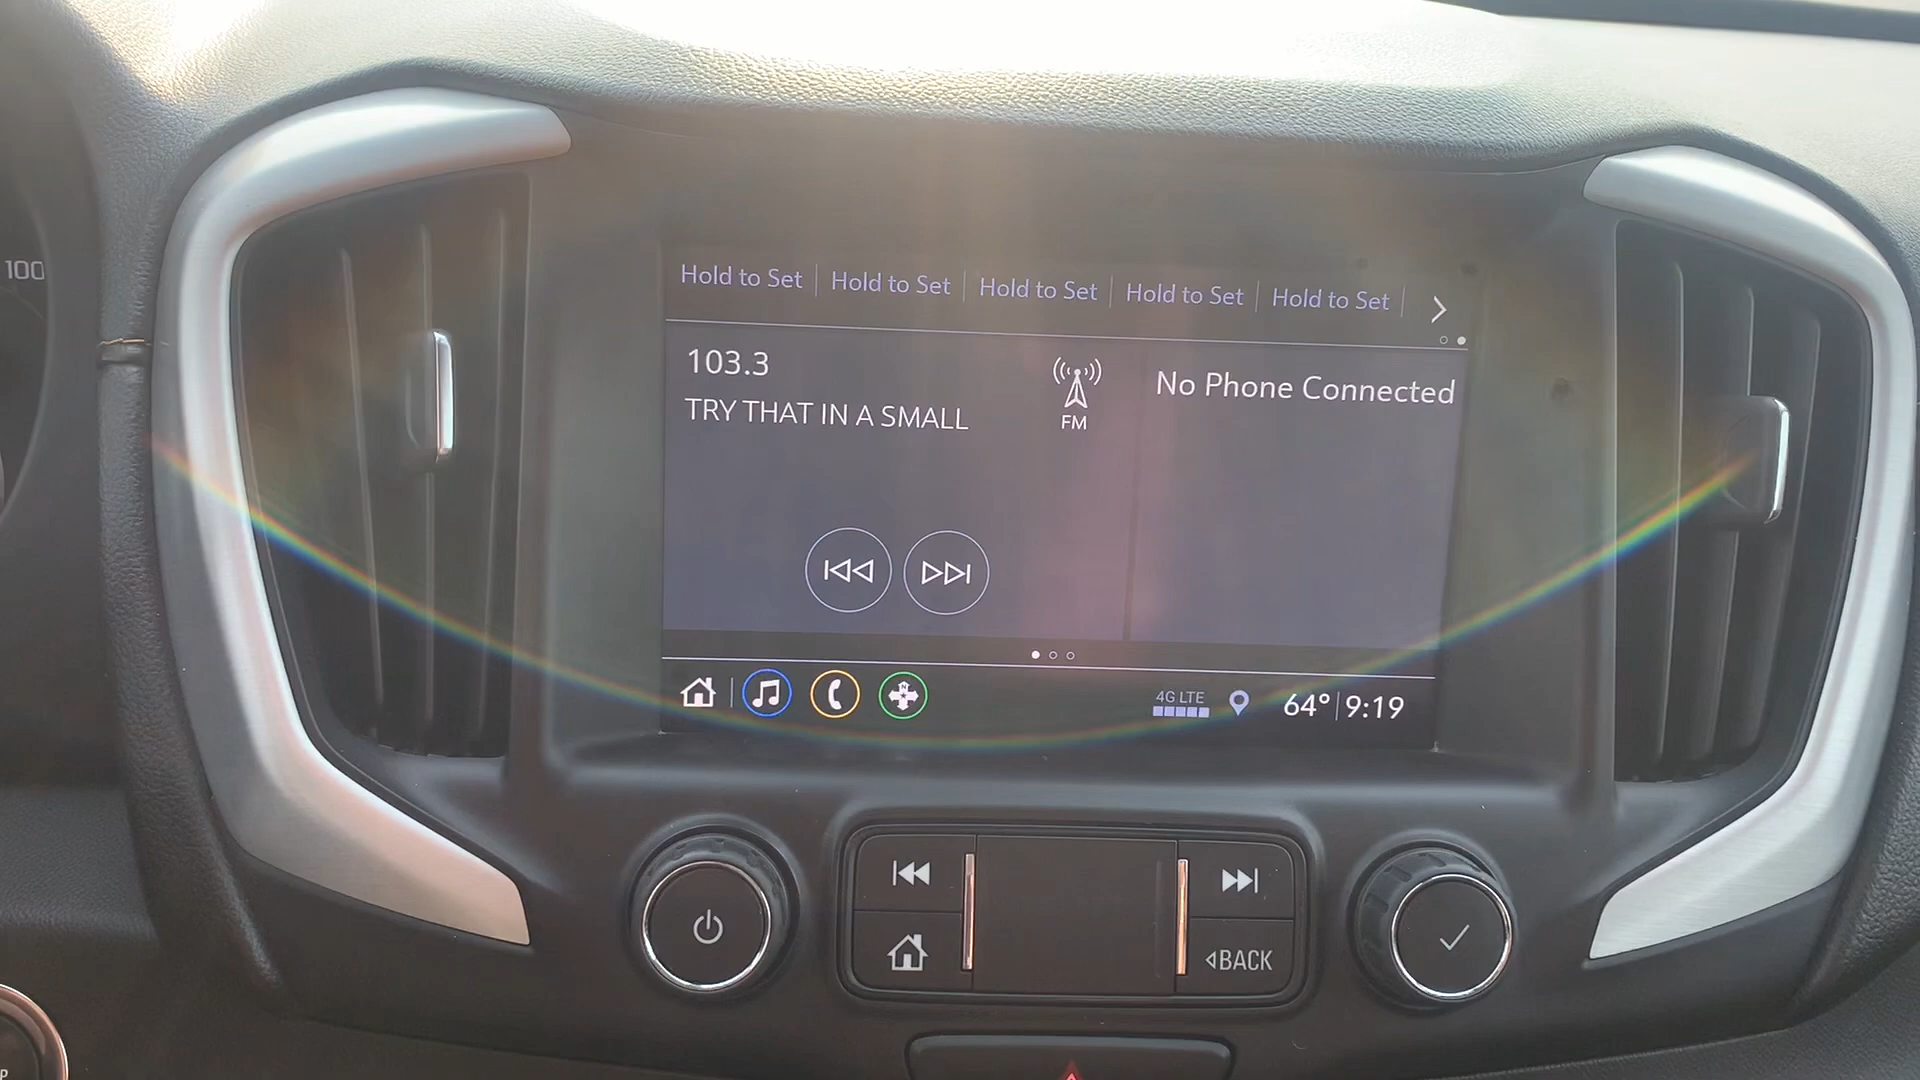 100
Hold to Set Hold to Set Hold to Set Hold to Set Hold to Set
103.3
TRY THAT IN A SMALL
FM
No Phone Connected
4G LTE
64° 9:19
BACK
P